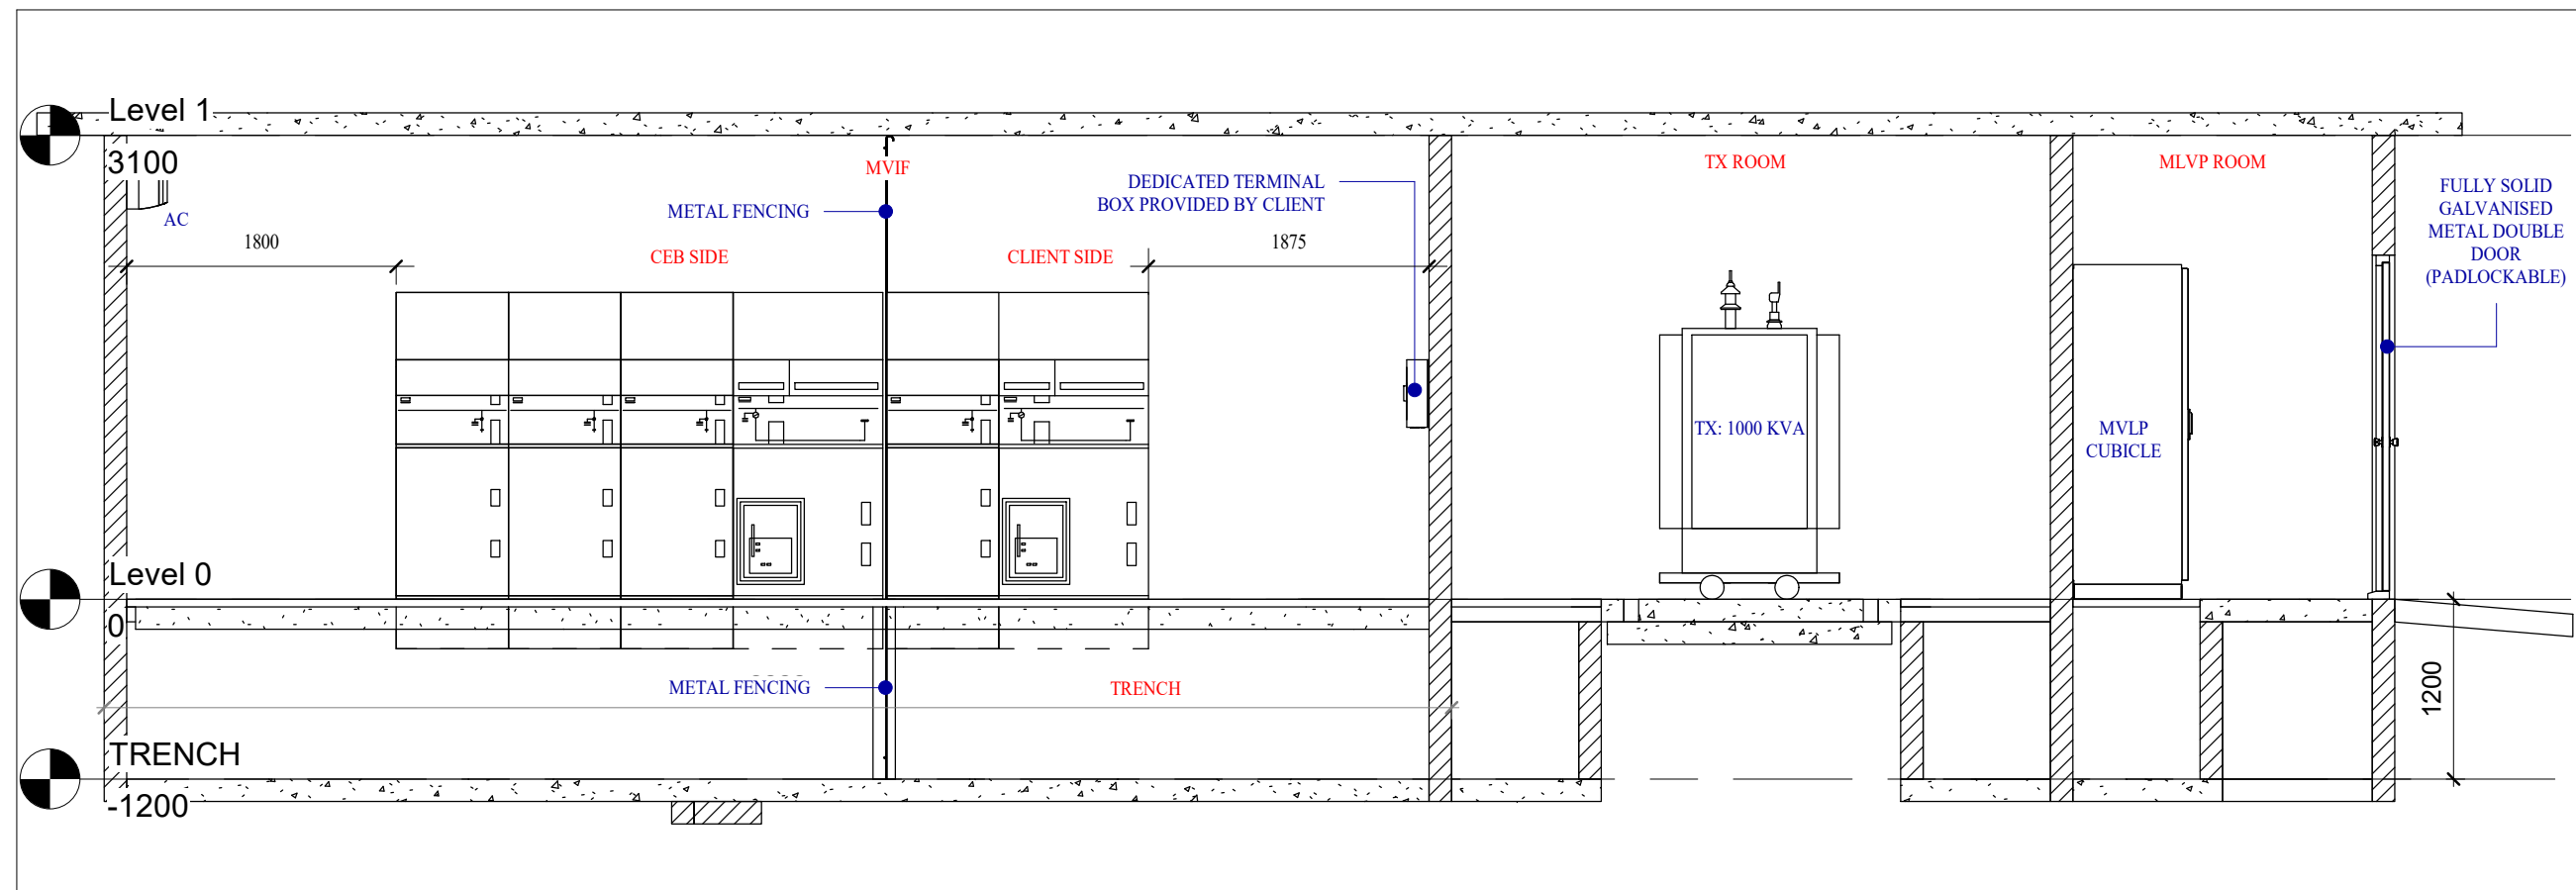 Level 1
3100
AC
1800
MVIF
METAL FENCING
CEB SIDE
CLIENT SIDE
DEDICATED TERMINAL
BOX PROVIDED BY CLIENT
1875
TX ROOM
MLVP ROOM
FULLY SOLID
GALVANISED
METAL DOUBLE
DOOR
(PADLOCKABLE)
TX: 1000 KVA
MVLP
CUBICLE
Level 0
0
METAL FENCING
TRENCH
1200
TRENCH
-1200